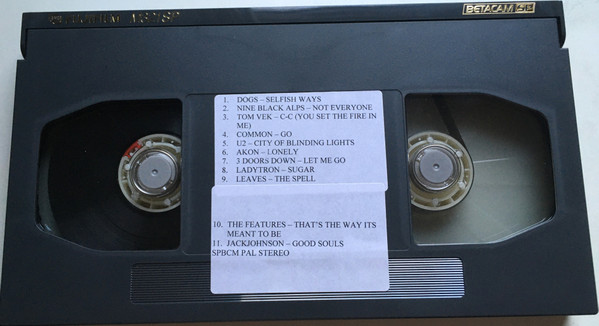 BETACAM SP
1. DOGS – SELFISH WAYS
2. NINE BLACK ALPS – NOT EVERYONE
3. TOM VEK – C-C (YOU SET THE FIRE IN
ME)
4. COMMON – GO
5. U2 – CITY OF BLINDING LIGHTS
6. AKON – LONELY
7. 3 DOORS DOWN – LET ME GO
8. LADYTRON – SUGAR
9. LEAVES – THE SPELL
10. THE FEATURES – THAT'S THE WAY ITS
MEANT TO BE
11. JACKJOHNSON – GOOD SOULS
SPBCM PAL STEREO